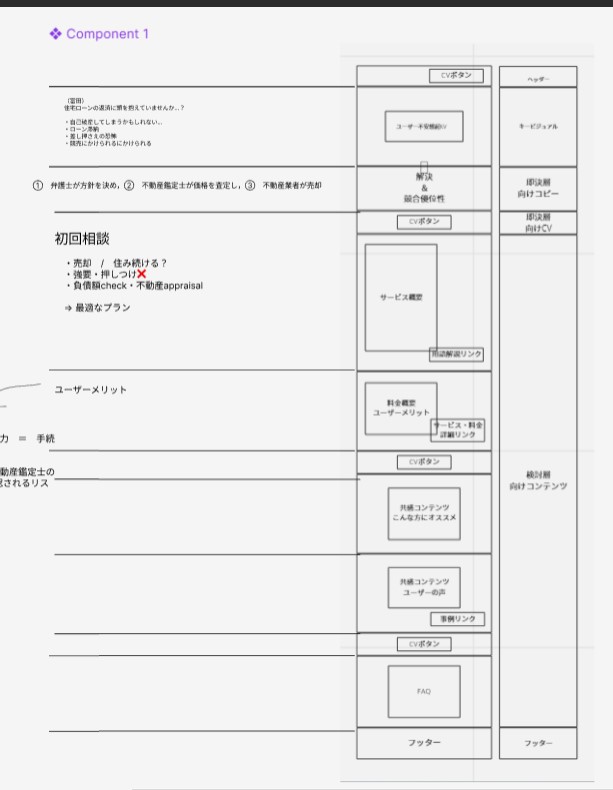 Component 1
CVボタン
ヘッダー
（冒頭）
住宅ローンの返済に頭を抱えていませんか...？
・自己破産してしまうかもしれない...
・ローン滞納
・差し押さえの恐怖
・競売にかけられるにかけられる
キービジュアル
① 弁護士が方針を決め，② 不動産鑑定士が価格を査定し，③ 不動産業者が売却
解決
&
競合優位性
即決層
向けコピー
CVボタン
即決層
向けCV
初回相談
・売却 / 住み続ける？
・強要・押しつけ❌
・負債額check・不動産appraisal
⇒ 最適なプラン
サービス概要
用語解説リンク
ユーザーメリット
料金概要
ユーザーメリット
サービス・料金
詳細リンク
力 ＝ 手続
CVボタン
動産鑑定士の
認されるリス
検討層
向けコンテンツ
共感コンテンツ
こんな方にオススメ
共感コンテンツ
ユーザーの声
事例リンク
CVボタン
FAQ
フッター
フッター